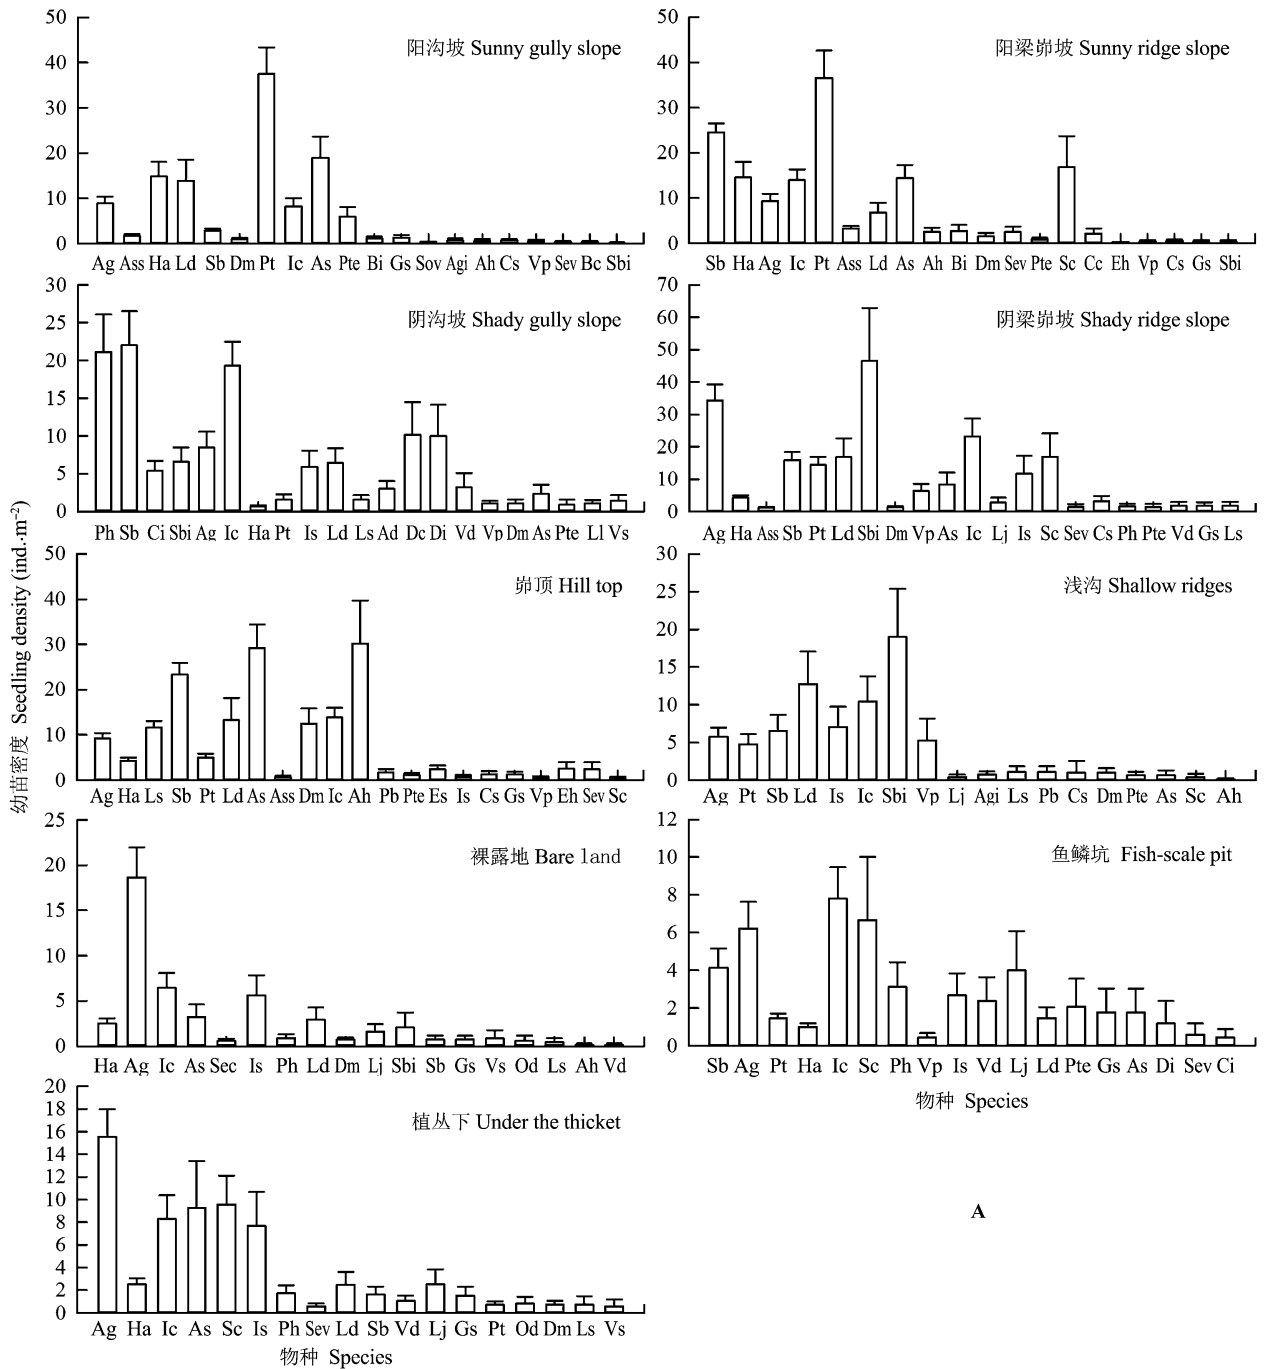 幼苗密度 Seedling density (ind.·m⁻²)
阳沟坡 Sunny gully slope
50
40
30
20
10
0
Ag Ass Ha Ld Sb Dm Pt Ic As Pte Bi Gs Sov Agi Ah Cs Vp Sev Bc Sbi
阳梁峁坡 Sunny ridge slope
50
40
30
20
10
0
Sb Ha Ag Ic Pt Ass Ld As Ah Bi Dm Sev Pte Sc Cc Eh Vp Cs Gs Sbi
阴沟坡 Shady gully slope
30
25
20
15
10
5
0
Ph Sb Ci Sbi Ag Ic Ha Pt Is Ld Ls Ad Dc Di Vd Vp Dm As Pte Ll Vs
阴梁峁坡 Shady ridge slope
70
60
50
40
30
20
10
0
Ag Ha Ass Sb Pt Ld Sbi Dm Vp As Ic Lj Is Sc Sev Cs Ph Pte Vd Gs Ls
峁顶 Hill top
50
40
30
20
10
0
Ag Ha Ls Sb Pt Ld As Ass Dm Ic Ah Pb Pte Es Is Cs Gs Vp Eh Sev Sc
浅沟 Shallow ridges
30
25
20
15
10
5
0
Ag Pt Sb Ld Is Ic Sbi Vp Lj Agi Ls Pb Cs Dm Pte As Sc Ah
裸露地 Bare land
25
20
15
10
5
0
Ha Ag Ic As Sec Is Ph Ld Dm Lj Sbi Sb Gs Vs Od Ls Ah Vd
鱼鳞坑 Fish-scale pit
12
10
8
6
4
2
0
Sb Ag Pt Ha Ic Sc Ph Vp Is Vd Lj Ld Pte Gs As Di Sev Ci
物种 Species
植丛下 Under the thicket
20
18
16
14
12
10
8
6
4
2
0
Ag Ha Ic As Sc Is Ph Sev Ld Sb Vd Lj Gs Pt Od Dm Ls Vs
物种 Species
A